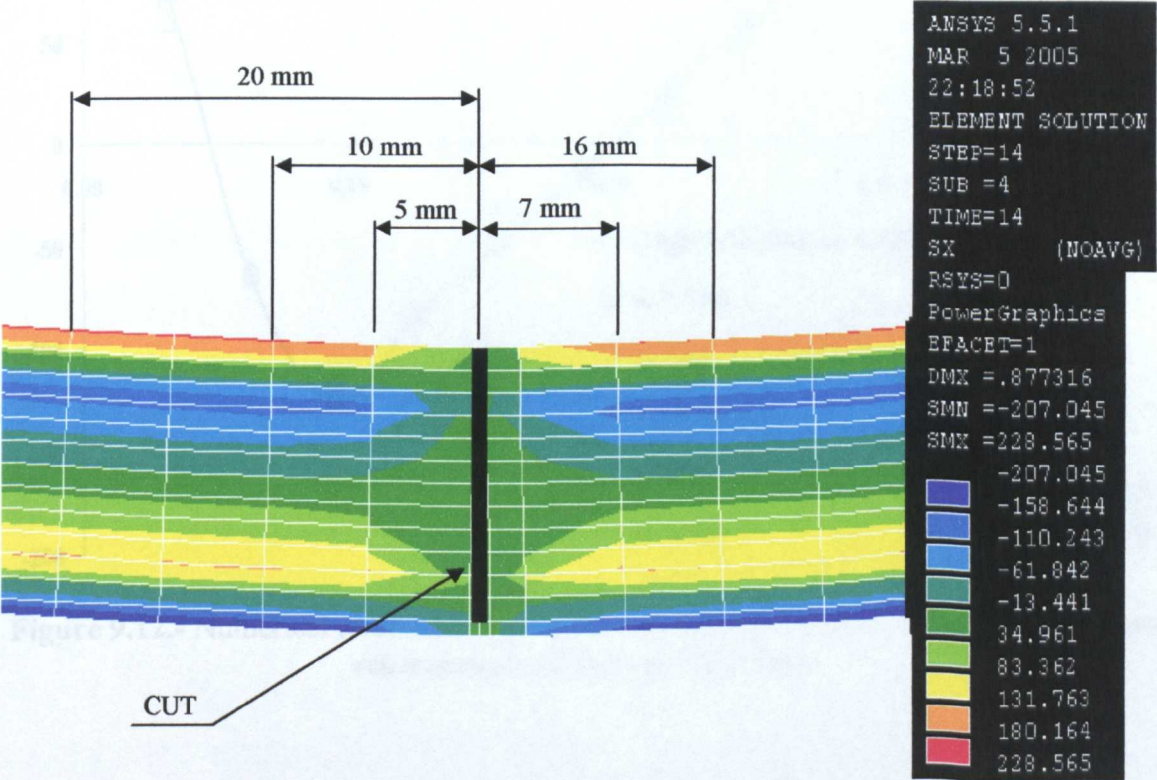 20 mm
10 mm
16 mm
5 mm
7 mm
CUT
ANSYS 5.5.1
MAR 5 2005
22:18:52
ELEMENT SOLUTION
STEP=14
SUB =4
TIME=14
SX (NOAVG)
RSYS=0
PowerGraphics
EFACET=1
DMX =.877316
SMN =-207.045
SMX =228.565
-207.045
-158.644
-110.243
-61.842
-13.441
34.961
83.362
131.763
180.164
228.565
Figure 9.12